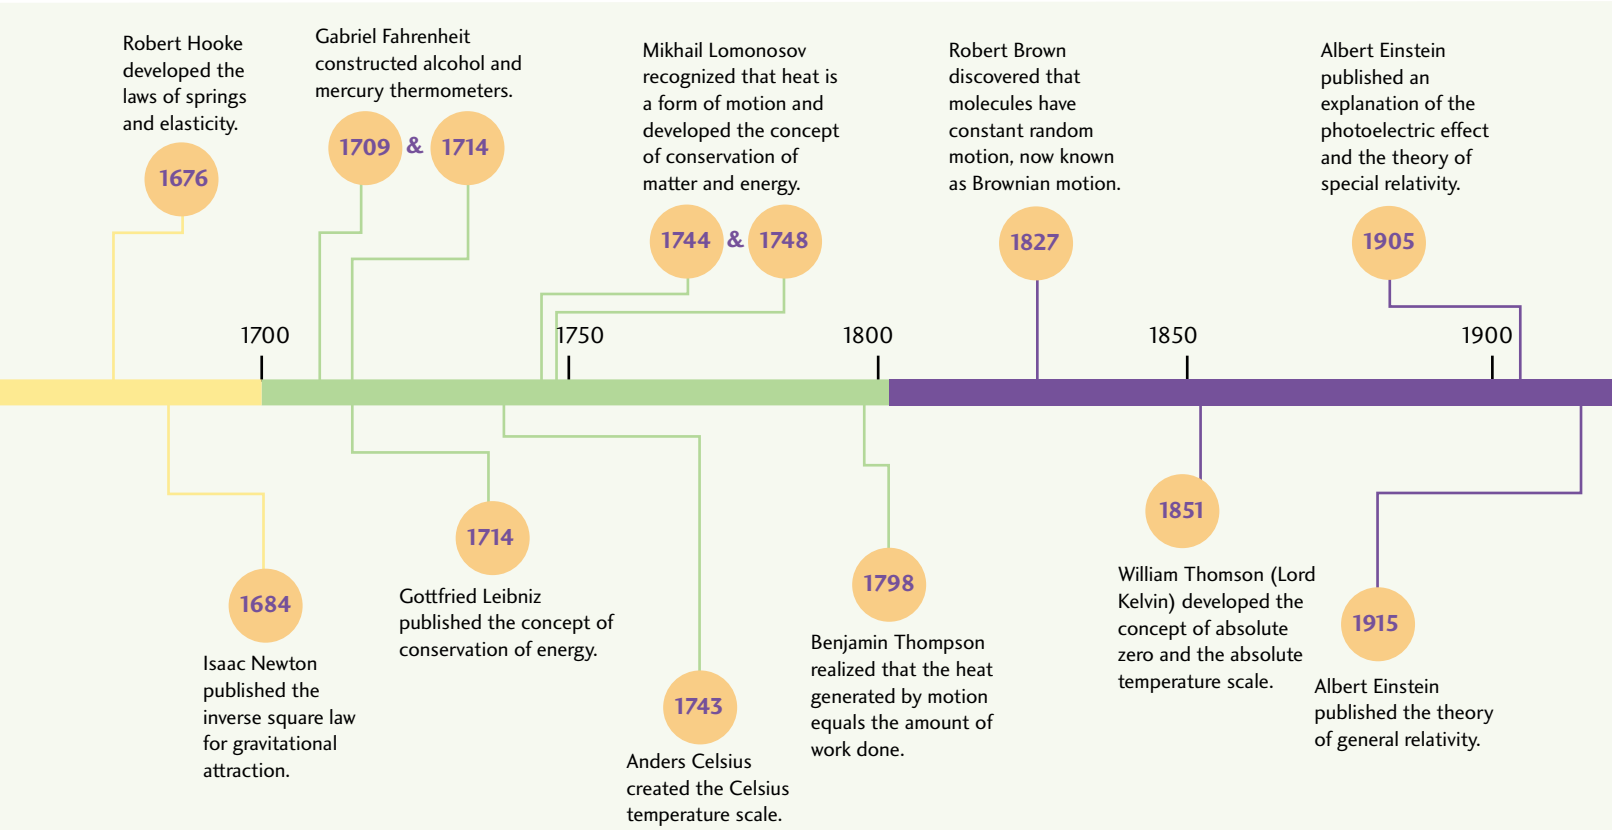 Robert Hooke
developed the
laws of springs
and elasticity.
1676
Gabriel Fahrenheit
constructed alcohol and
mercury thermometers.
1709 & 1714
Mikhail Lomonosov
recognized that heat is
a form of motion and
developed the concept
of conservation of
matter and energy.
1744 & 1748
Robert Brown
discovered that
molecules have
constant random
motion, now known
as Brownian motion.
1827
Albert Einstein
published an
explanation of the
photoelectric effect
and the theory of
special relativity.
1905
1700
1750
1800
1850
1900
1684
Isaac Newton
published the
inverse square law
for gravitational
attraction.
1714
Gottfried Leibniz
published the concept of
conservation of energy.
1743
Anders Celsius
created the Celsius
temperature scale.
1798
Benjamin Thompson
realized that the heat
generated by motion
equals the amount of
work done.
1851
William Thomson (Lord
Kelvin) developed the
concept of absolute
zero and the absolute
temperature scale.
1915
Albert Einstein
published the theory
of general relativity.